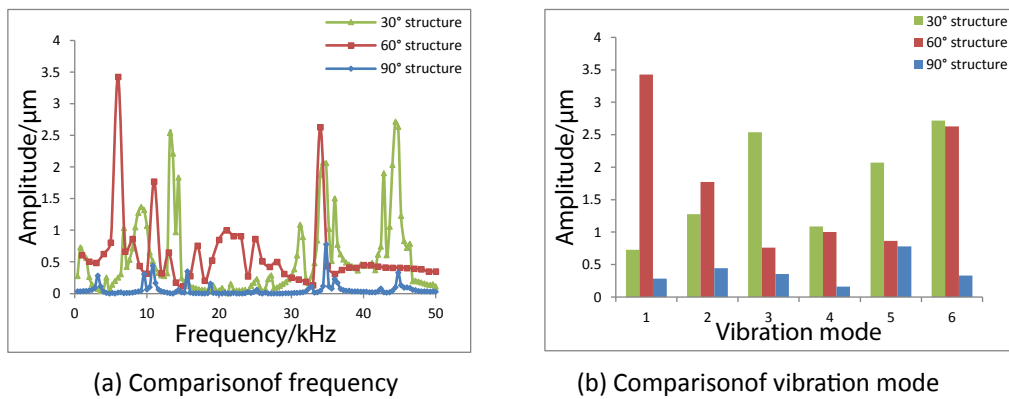 30° structure
60° structure
90° structure
Amplitude/μm
4
3.5
3
2.5
2
1.5
1
0.5
0
0 10 20 30 40 50
Frequency/kHz
(a) Comparisonof frequency
30° structure
60° structure
90° structure
Amplitude/μm
4
3.5
3
2.5
2
1.5
1
0.5
0
1 2 3 4 5 6
Vibration mode
(b) Comparisonof vibration mode